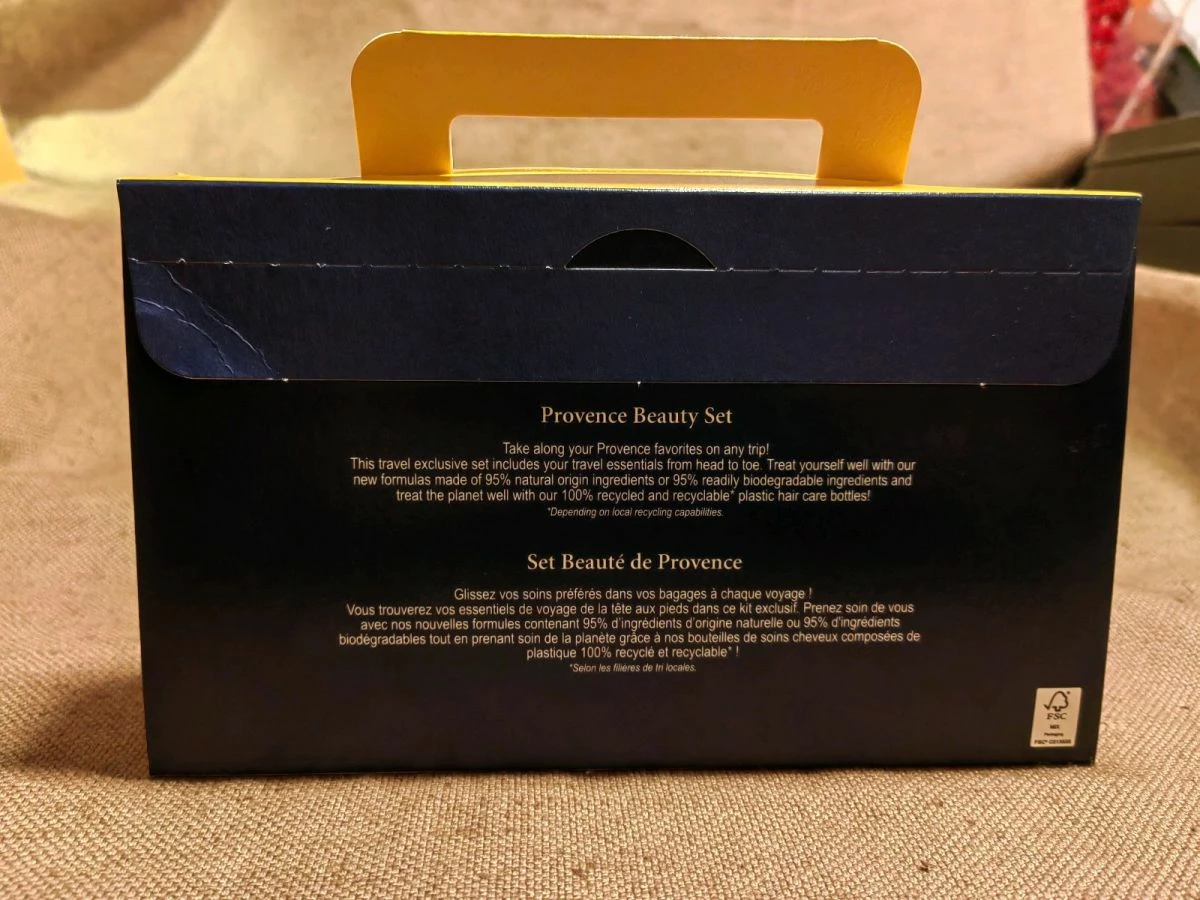 Provence Beauty Set
Take along your Provence favorites on any trip!
This travel exclusive set includes your travel essentials from head to toe. Treat yourself well with our
new formulas made of 95% natural origin ingredients or 95% readily biodegradable ingredients and
treat the planet well with our 100% recycled and recyclable* plastic hair care bottles!
*Depending on local recycling capabilities.
Set Beauté de Provence
Glissez vos soins préférés dans vos bagages à chaque voyage !
Vous trouverez vos essentiels de voyage de la tête aux pieds dans ce kit exclusif. Prenez soin de vous
avec nos nouvelles formules contenant 95% d'ingrédients d'origine naturelle ou 95% d'ingrédients
biodégradables tout en prenant soin de la planète grâce à nos bouteilles de soins cheveux composées de
plastique 100% recyclé et recyclable* !
*Selon les filières de tri locales.
FSC
MIX
Packaging
FSC®